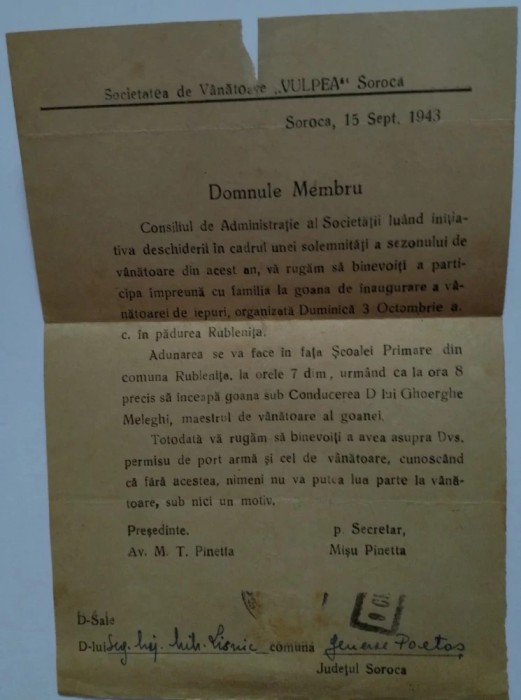 Societatea de Vânătoare „VULPEA“ Soroca
Soroca, 15 Sept. 1943
Domnule Membru
Consiliul de Administrație al Societății luând iniția-
tiva deschiderii în cadrul unei solemnități a sezonului de
vânătoare din acest an, vă rugăm să binevoiți a parti-
cipa împreună cu familia la goana de inaugurare a vâ-
nătoarei de iepuri, organizată Duminică 3 Octombrie a.
c. în pădurea Rublenița.
Adunarea se va face în fața Școalei Primare din
comuna Rublenița, la orele 7 dim, urmând ca la ora 8
precis să înceapă goana sub Conducerea D lui Ghoerghe
Meleghi, maestrul de vânătoare al goanei.
Totodată vă rugăm să binevoiți a avea asupra Dvs.
permisu de port armă și cel de vânătoare, cunoscând
că fără acestea, nimeni nu va putea lua parte la vână-
toare, sub nici un motiv.
Președinte.
p. Secretar,
Av. M. T. Pinetta
Mișu Pinetta
D-Sale
D-lui comuna
Județul Soroca